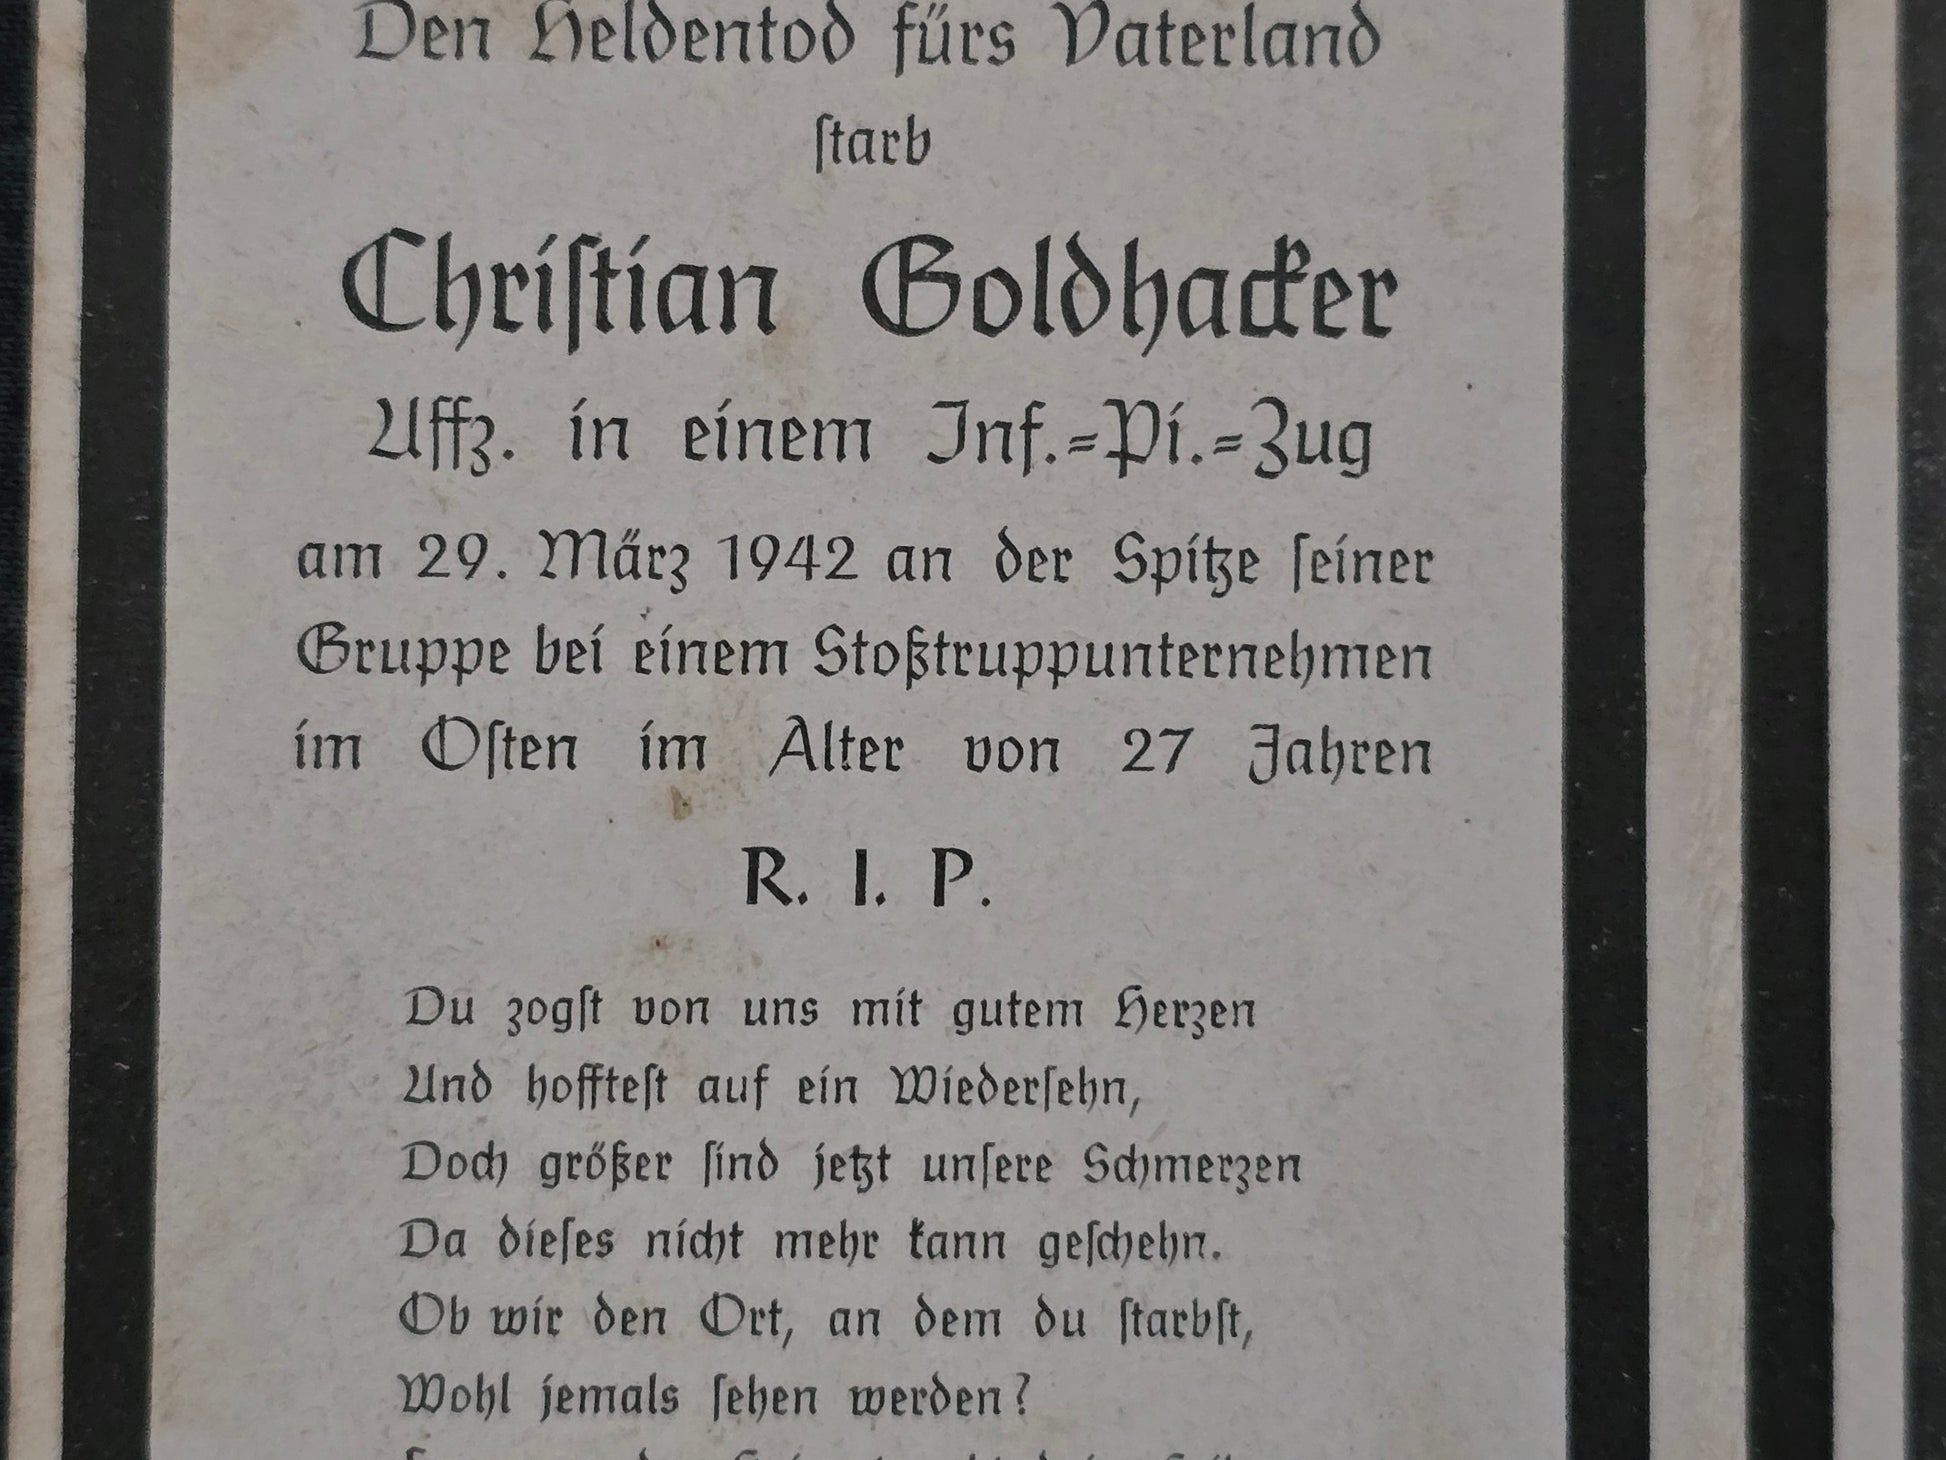 Den Heldentod fürs Vaterland
ſtarb
Chriſtian Goldhacker
Uffz. in einem Inf.=Pi.=Zug
am 29. März 1942 an der Spitze ſeiner
Gruppe bei einem Stoßtruppunternehmen
im Oſten im Alter von 27 Jahren
R. I. P.
Du zogſt von uns mit gutem Herzen
Und hoffteſt auf ein Wiederſehn,
Doch größer ſind jetzt unſere Schmerzen
Da dieſes nicht mehr kann geſchehn.
Ob wir den Ort, an dem du ſtarbſt,
Wohl jemals ſehen werden?